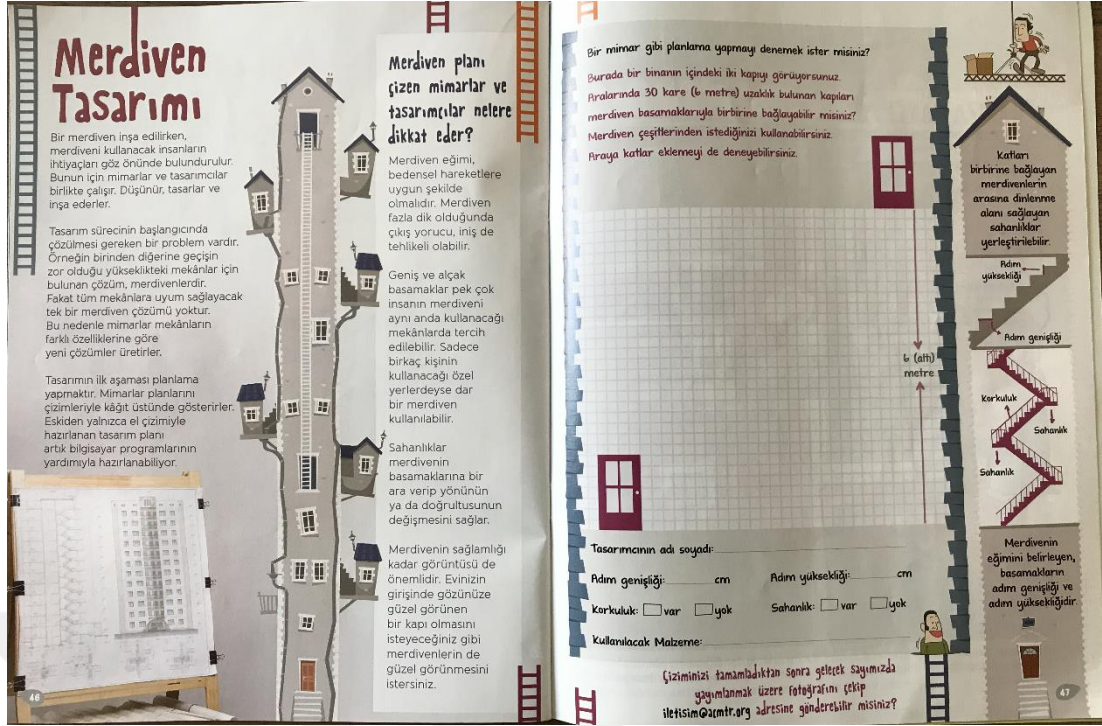 Merdiven
Tasarımı
Bir merdiven inşa edilirken,
merdiveni kullanacak insanların
ihtiyaçları göz önünde bulundurulur.
Bunun için mimarlar ve tasarımcılar
birlikte çalışır. Düşünür, tasarlar ve
inşa ederler.
Tasarım sürecinin başlangıcında
çözülmesi gereken bir problem vardır.
Örneğin birinden diğerine geçişin
zor olduğu yükseklikteki mekânlar için
bulunan çözüm, merdivenlerdir.
Fakat tüm mekânlara uyum sağlayacak
tek bir merdiven çözümü yoktur.
Bu nedenle mimarlar mekânların
farklı özelliklerine göre
yeni çözümler üretirler.
Tasarımın ilk aşaması planlama
yapmaktır. Mimarlar planlarını
çizimleriyle kâğıt üstünde gösterirler.
Eskiden yalnızca el çizimiyle
hazırlanan tasarım planı
artık bilgisayar programlarının
yardımıyla hazırlanabiliyor.
46
Merdiven planı
çizen mimarlar ve
tasarımcılar nelere
dikkat eder?
Merdiven eğimi,
bedensel hareketlere
uygun şekilde
olmalıdır. Merdiven
fazla dik olduğunda
çıkış yorucu, iniş de
tehlikeli olabilir.
Geniş ve alçak
basamaklar pek çok
insanın merdiveni
aynı anda kullanacağı
mekânlarda tercih
edilebilir. Sadece
birkaç kişinin
kullanacağı özel
yerlerdeyse dar
bir merdiven
kullanılabilir.
Sahanlıklar
merdivenin
basamaklarına bir
ara verip yönünün
ya da doğrultusunun
değişmesini sağlar.
Merdivenin sağlamlığı
kadar görüntüsü de
önemlidir. Evinizin
girişinde gözünüze
güzel görünen
bir kapı olmasını
isteyeceğiniz gibi
merdivenlerin de
güzel görünmesini
istersiniz.
Bir mimar gibi planlama yapmayı denemek ister misiniz?
Burada bir binanın içindeki iki kapıyı görüyorsunuz.
Aralarında 30 kare (6 metre) uzaklık bulunan kapıları
merdiven basamaklarıyla birbirine bağlayabilir misiniz?
Merdiven çeşitlerinden istediğinizi kullanabilirsiniz.
Araya katlar eklemeyi de deneyebilirsiniz.
6 (altı)
metre
Tasarımcının adı soyadı:
Adım genişliği: cm Adım yüksekliği: cm
Korkuluk: var yok Sahanlık: var yok
Kullanılacak Malzeme:
Çiziminizi tamamladıktan sonra gelecek sayımızda
yayımlanmak üzere fotoğrafını çekip
iletisim@acmtr.org adresine gönderebilir misiniz?
Katları
birbirine bağlayan
merdivenlerin
arasına dinlenme
alanı sağlayan
sahanlıklar
yerleştirilebilir.
Adım
yüksekliği
Adım genişliği
Korkuluk
Sahanlık
Sahanlık
Merdivenin
eğimini belirleyen,
basamakların
adım genişliği ve
adım yüksekliğidir.
47